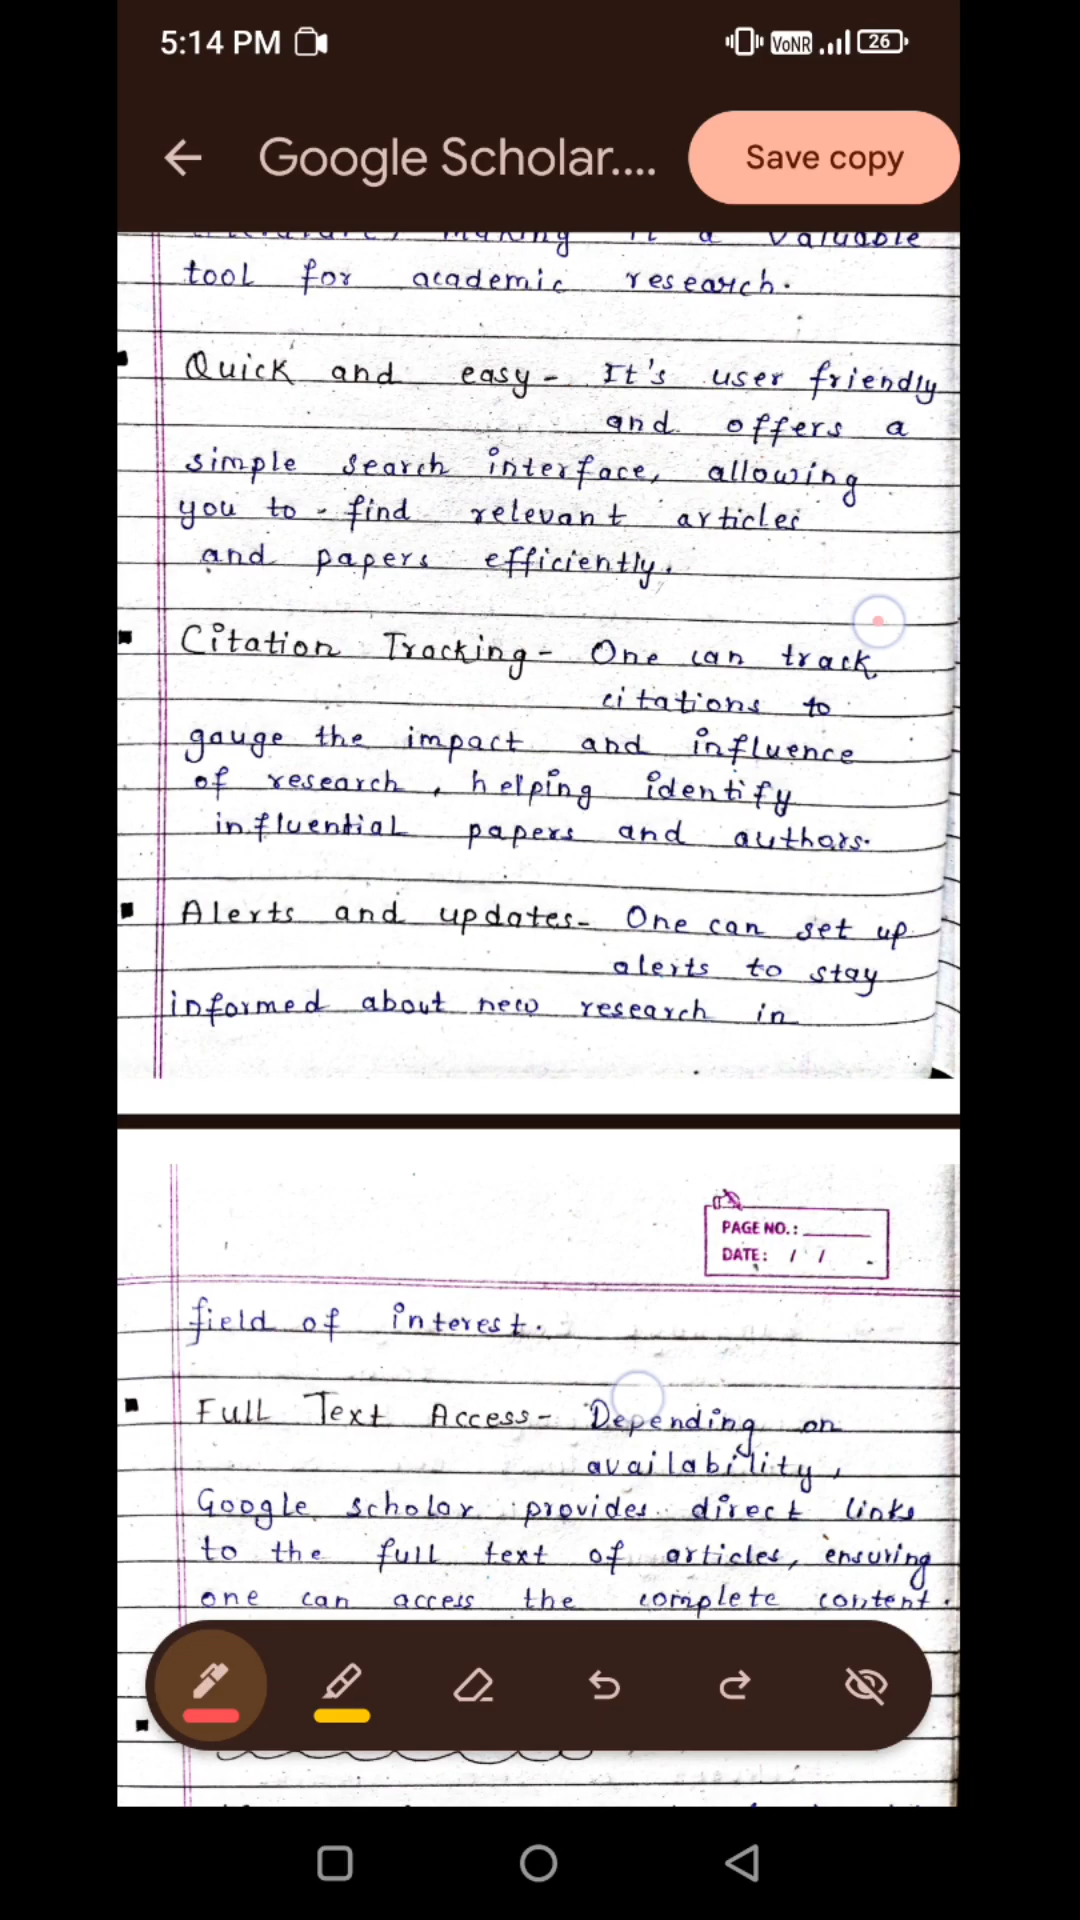 5:14 PM
VoNR
26
Google Scholar....
Save copy
making it a valuable
tool for academic research.
Quick and easy - It's user friendly
and offers a
simple search interface, allowing
you to find relevant articles
and papers efficiently.
Citation Tracking - One can track
citations to
gauge the impact and influence
of research, helping identify
influential papers and authors.
Alerts and updates - One can set up
alerts to stay
informed about new research in
PAGE NO.:
DATE: / /
field of interest.
Full Text Access - Depending on
availability,
Google scholar provides direct links
to the full text of articles, ensuring
one can access the complete content.